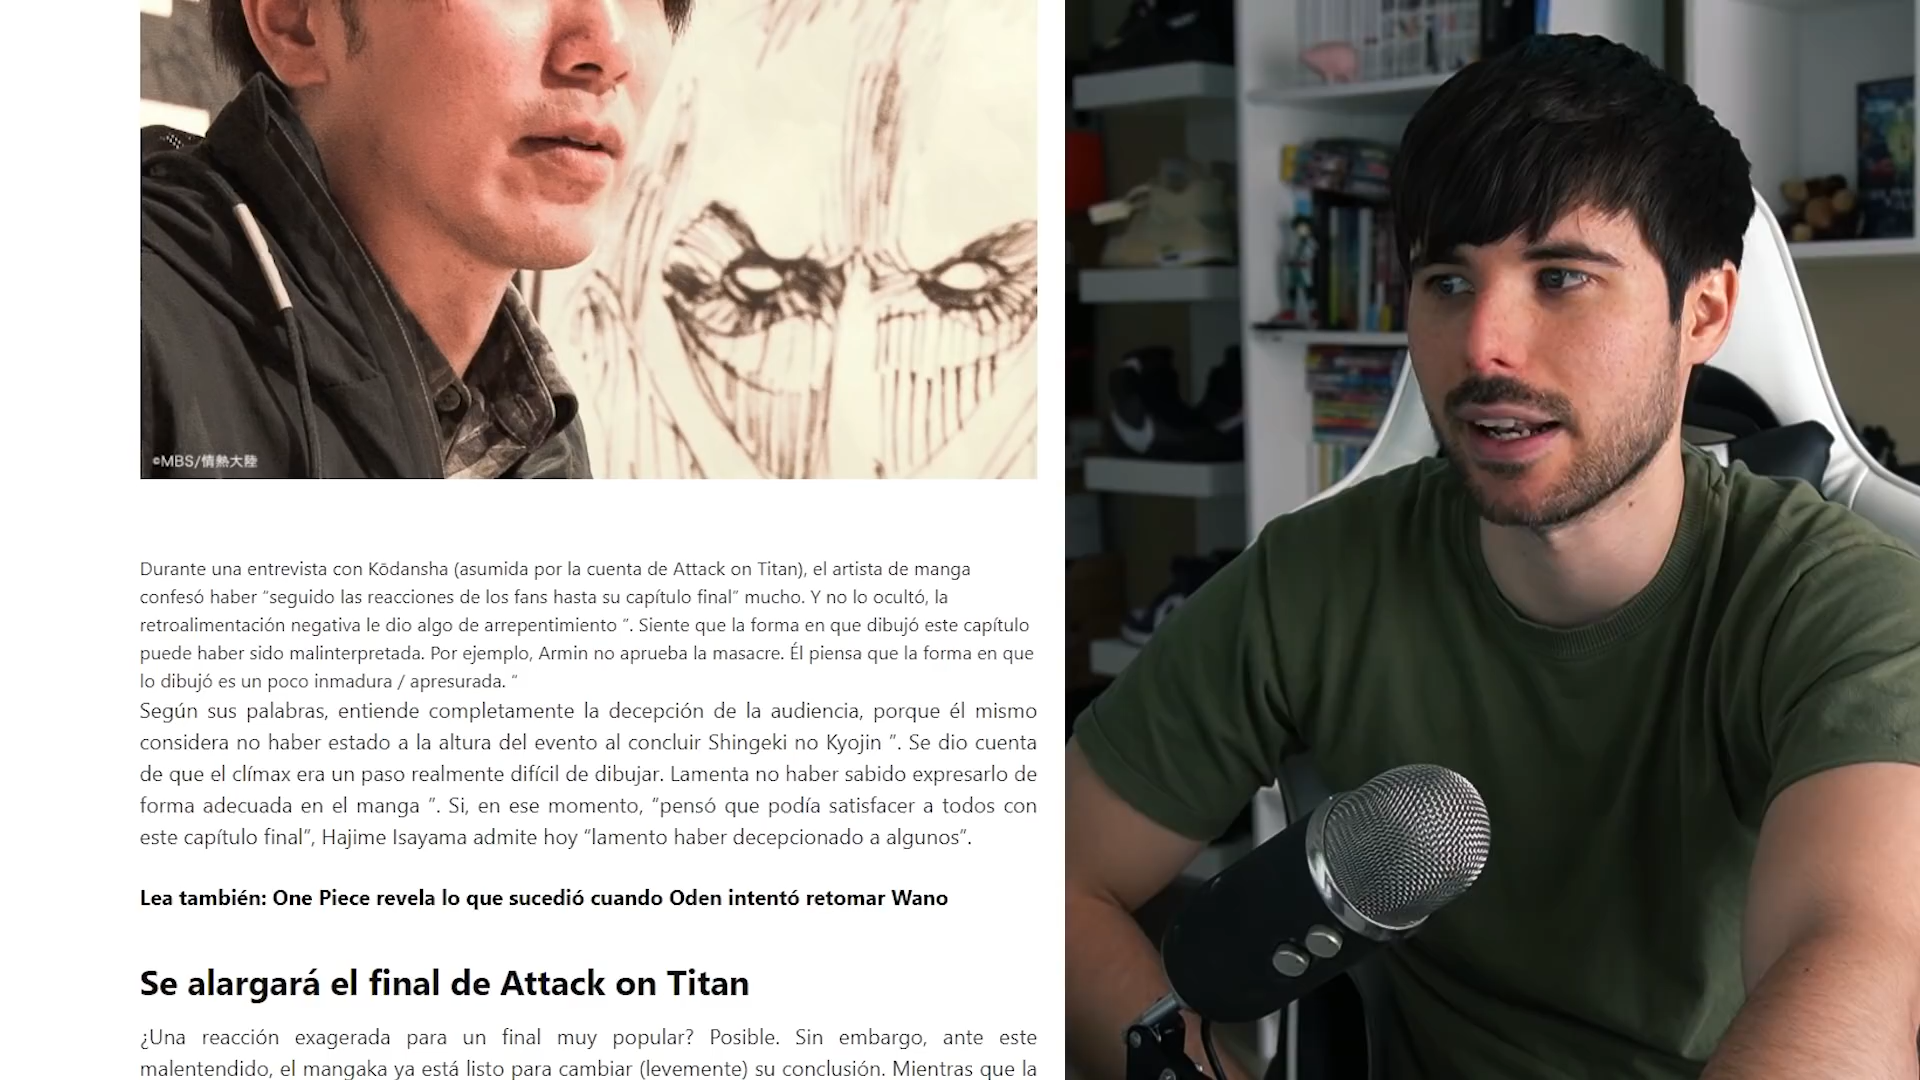 ©MBS/情熱大陸
Durante una entrevista con Kōdansha (asumida por la cuenta de Attack on Titan), el artista de manga
confesó haber “seguido las reacciones de los fans hasta su capítulo final” mucho. Y no lo ocultó, la
retroalimentación negativa le dio algo de arrepentimiento ”. Siente que la forma en que dibujó este capítulo
puede haber sido malinterpretada. Por ejemplo, Armin no aprueba la masacre. Él piensa que la forma en que
lo dibujó es un poco inmadura / apresurada. “
Según sus palabras, entiende completamente la decepción de la audiencia, porque él mismo
considera no haber estado a la altura del evento al concluir Shingeki no Kyojin ”. Se dio cuenta
de que el clímax era un paso realmente difícil de dibujar. Lamenta no haber sabido expresarlo de
forma adecuada en el manga ”. Si, en ese momento, “pensó que podía satisfacer a todos con
este capítulo final”, Hajime Isayama admite hoy “lamento haber decepcionado a algunos”.
Lea también: One Piece revela lo que sucedió cuando Oden intentó retomar Wano
Se alargará el final de Attack on Titan
¿Una reacción exagerada para un final muy popular? Posible. Sin embargo, ante este
malentendido, el mangaka ya está listo para cambiar (levemente) su conclusión. Mientras que la